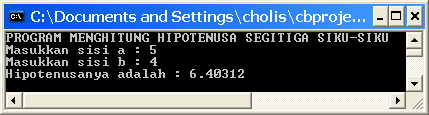 C:\Documents and Settings\cholis\cbproje...
PROGRAM MENGHITUNG HIPOTENUSA SEGITIGA SIKU-SIKU
Masukkan sisi a : 5
Masukkan sisi b : 4
Hipotenusanya adalah : 6.40312